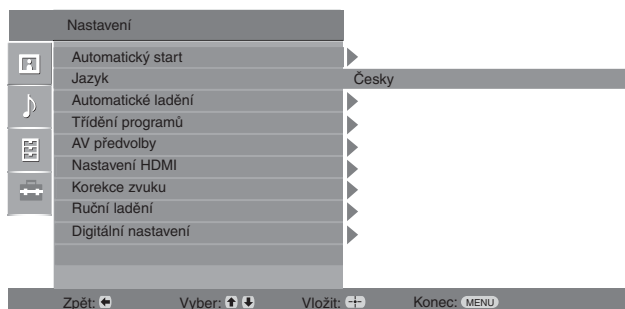 Nastavení
Automatický start
Jazyk Česky
Automatické ladění
Třídění programů
AV předvolby
Nastavení HDMI
Korekce zvuku
Ruční ladění
Digitální nastavení
Zpět: Vyber: Vložit: Konec: MENU